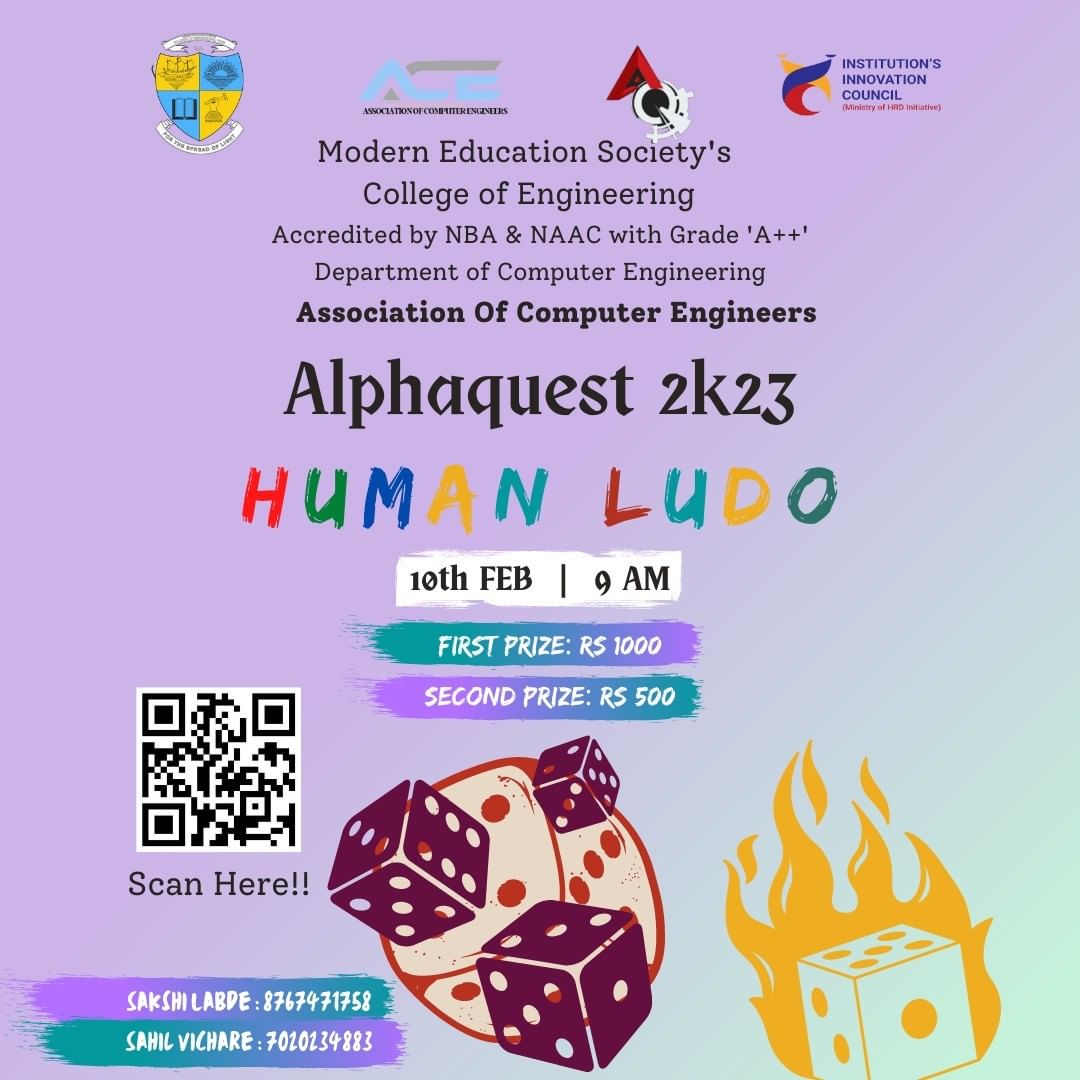 FOR THE SPREAD OF LIGHT
ACE
ASSOCIATION OF COMPUTER ENGINEERS
INSTITUTION'S
INNOVATION
COUNCIL
(Ministry of HRD Initiative)
Modern Education Society's
College of Engineering
Accredited by NBA & NAAC with Grade 'A++'
Department of Computer Engineering
Association Of Computer Engineers
Alphaquest 2k23
HUMAN LUDO
10th FEB | 9 AM
FIRST PRIZE: RS 1000
SECOND PRIZE: RS 500
Scan Here!!
SAKSHI LABDE : 8767471758
SAHIL VICHARE : 7020234883